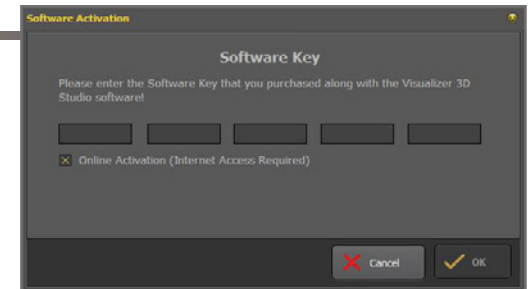 Software Activation
Software Key
Please enter the Software Key that you purchased along with the Visualizer 3D
Studio software!
Online Activation (Internet Access Required)
Cancel
OK